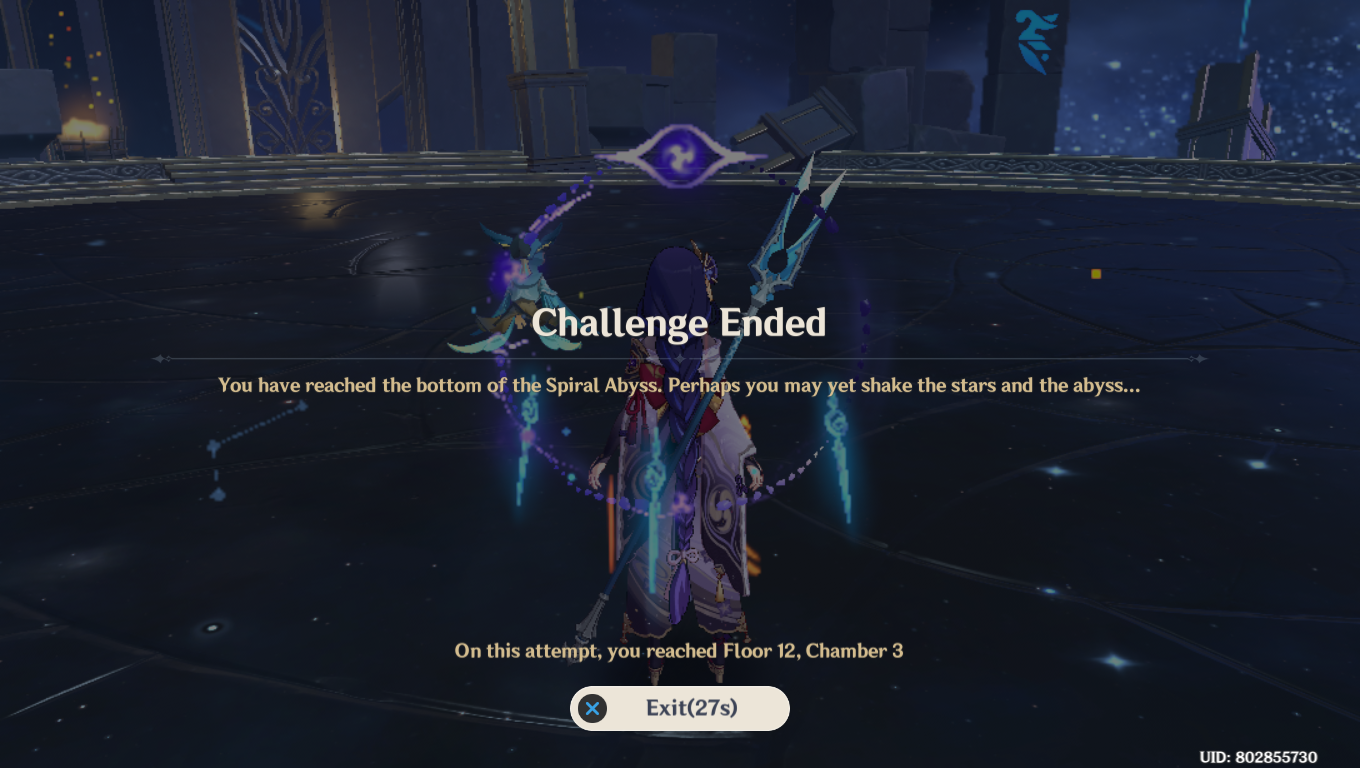 Challenge Ended
You have reached the bottom of the Spiral Abyss. Perhaps you may yet shake the stars and the abyss...
On this attempt, you reached Floor 12, Chamber 3
Exit(27s)
UID: 802855730